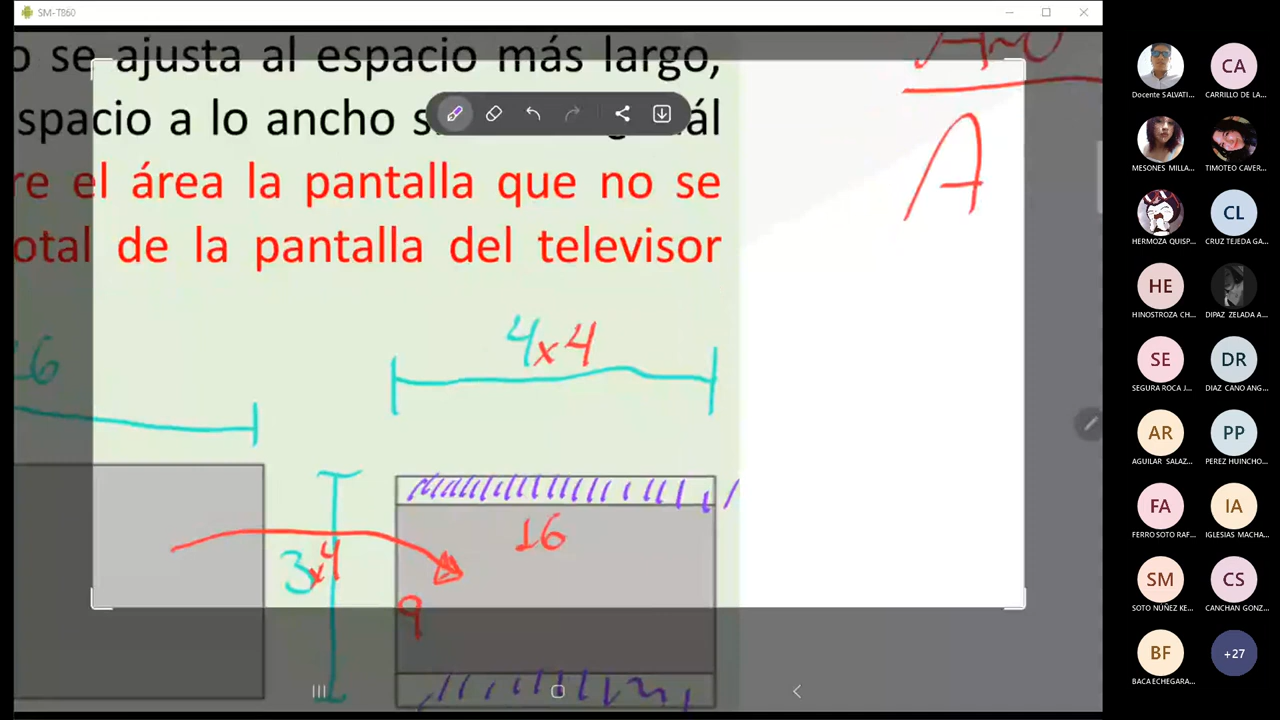 SM-T860
o se ajusta al espacio más largo,
spacio a lo ancho s
ál
re el área la pantalla que no se
otal de la pantalla del televisor
A
16
4x4
3x4
16
9
Docente SALVATI...
CA
CARRILLO DE LA...
MESONES MILLA...
TIMOTEO CAVER...
HERMOZA QUISP...
CL
CRUZ TEJEDA GA...
HE
HINOSTROZA CH...
DIPAZ ZELADA A...
SE
SEGURA ROCA J...
DR
DIAZ CANO ANG...
AR
AGUILAR SALAZ...
PP
PEREZ HUINCHO...
FA
FERRO SOTO RAF...
IA
IGLESIAS MACHA...
SM
SOTO NUÑEZ KE...
CS
CANCHAN GONZ...
BF
BACA ECHEGARA...
+27